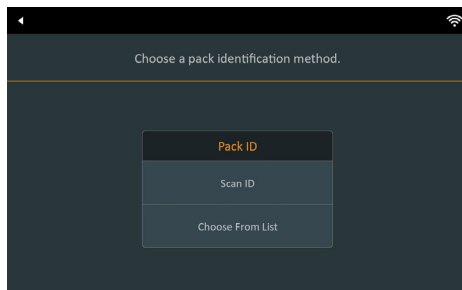 Choose a pack identification method.
Pack ID
Scan ID
Choose From List